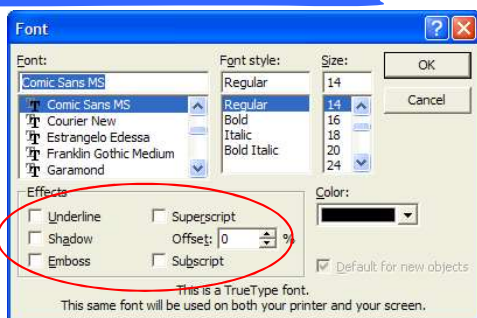 Font
Font: Font style: Size:
Comic Sans MS Regular 14 OK
Comic Sans MS Regular 14 Cancel
Courier New Bold 16
Estrangelo Edessa Italic 18
Franklin Gothic Medium Bold Italic 20
Garamond 24
Effects Color:
Underline Superscript
Shadow Offset: 0 %
Emboss Subscript Default for new objects
This is a TrueType font.
This same font will be used on both your printer and your screen.